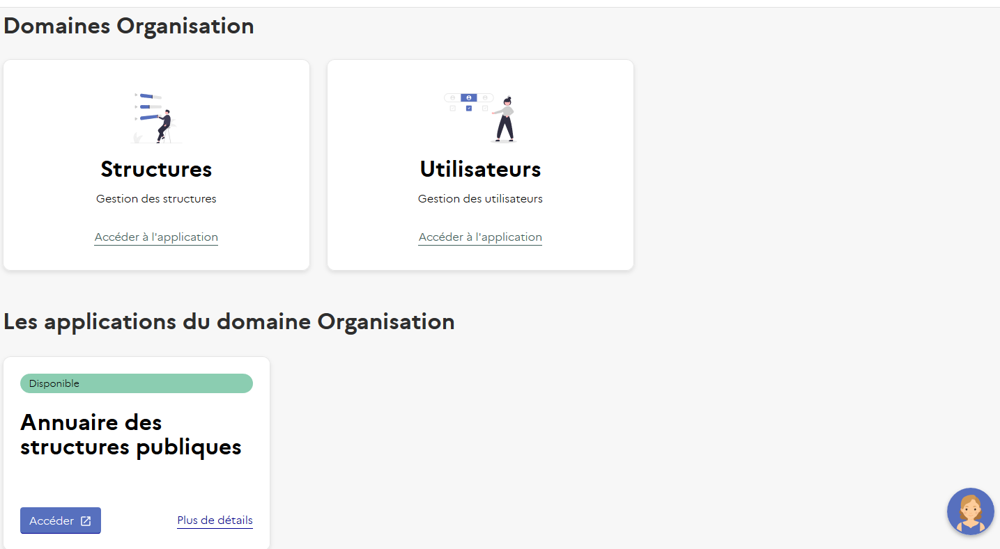 Domaines Organisation
Structures
Gestion des structures
Accéder à l'application
Utilisateurs
Gestion des utilisateurs
Accéder à l'application
Les applications du domaine Organisation
Disponible
Annuaire des
structures publiques
Accéder
Plus de détails